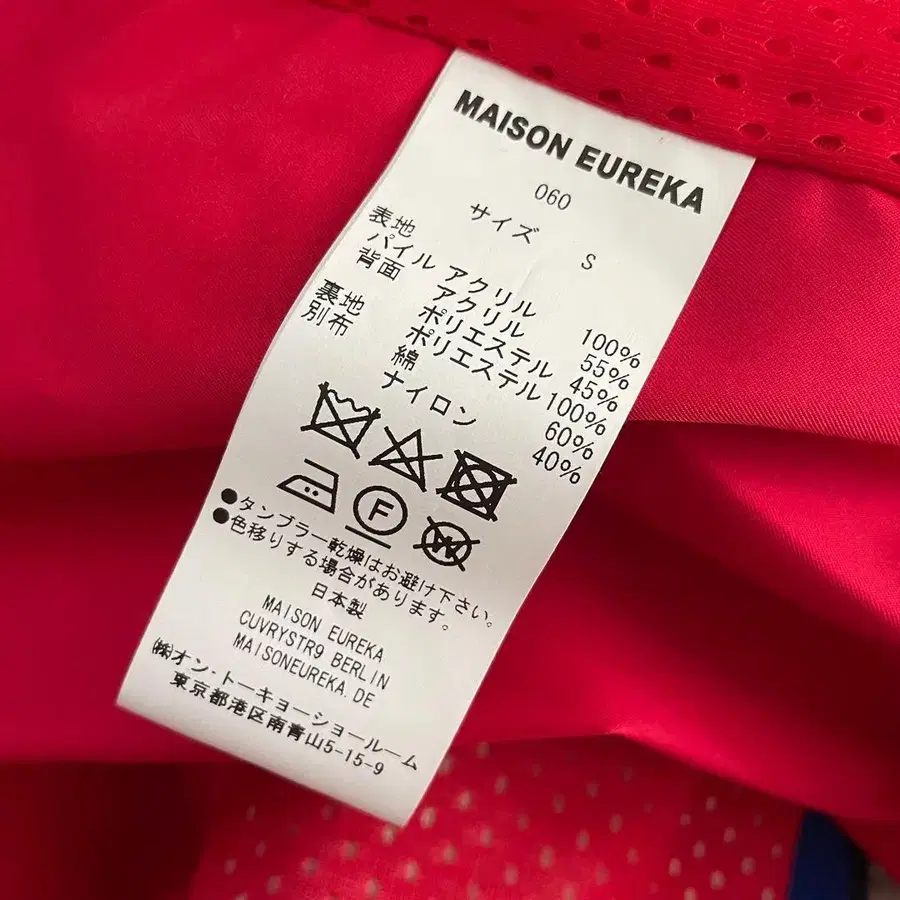 MAISON EUREKA
060
サイズ S
表地
パイル アクリル 100%
背面 アクリル 55%
ポリエステル 45%
裏地 ポリエステル 100%
別布 綿 60%
ナイロン 40%
F
W
●タンブラー乾燥はお避け下さい。
●色移りする場合があります。
日本製
MAISON EUREKA
CUVRYSTR9 BERLIN
MAISONEUREKA.DE
㈱オン・トーキョーショールーム
東京都港区南青山5-15-9